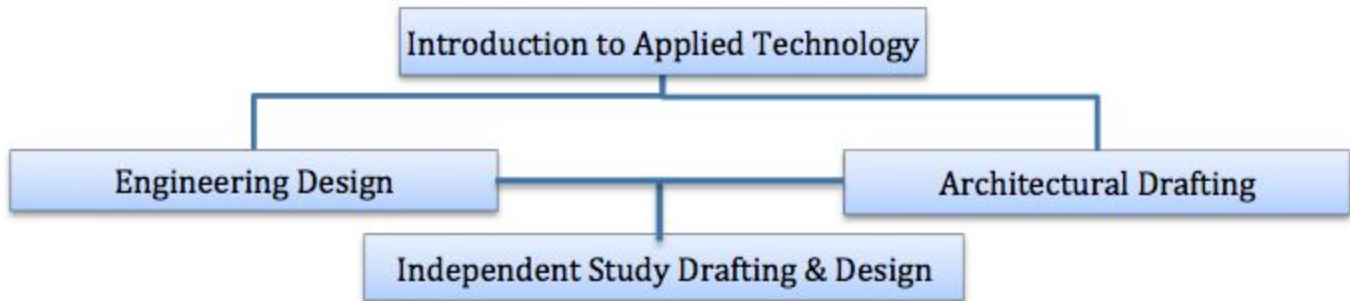 Introduction to Applied Technology
Engineering Design
Architectural Drafting
Independent Study Drafting & Design